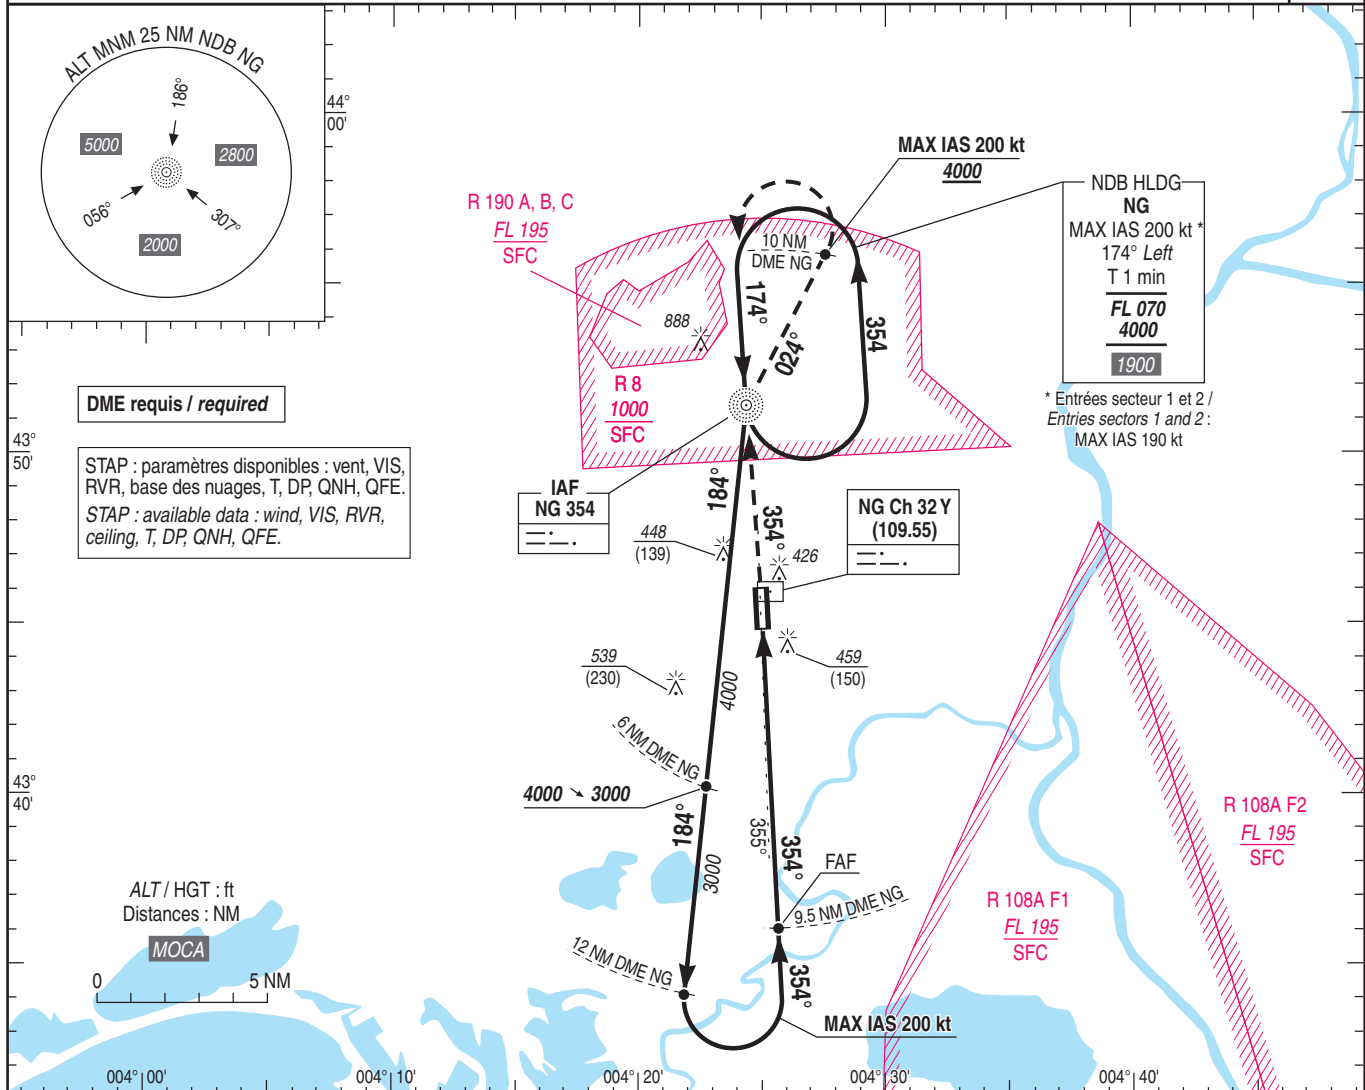 ALT MNM 25 NM NDB NG
186°
5000
2800
056°
307°
2000
44°
00'
DME requis / required
STAP : paramètres disponibles : vent, VIS,
RVR, base des nuages, T, DP, QNH, QFE.
STAP : available data : wind, VIS, RVR,
ceiling, T, DP, QNH, QFE.
43°
50'
43°
40'
R 190 A, B, C
FL 195
SFC
888
R 8
1000
SFC
MAX IAS 200 kt
4000
10 NM
DME NG
174°
024°
354
NDB HLDG
NG
MAX IAS 200 kt *
174° Left
T 1 min
FL 070
4000
1900
* Entrées secteur 1 et 2 /
Entries sectors 1 and 2 :
MAX IAS 190 kt
IAF
NG 354
184°
354°
448
(139)
426
NG Ch 32 Y
(109.55)
539
(230)
459
(150)
4000
6 NM DME NG
4000 ➘ 3000
184°
3000
355°
354°
FAF
9.5 NM DME NG
12 NM DME NG
354°
MAX IAS 200 kt
R 108A F1
FL 195
SFC
R 108A F2
FL 195
SFC
ALT / HGT : ft
Distances : NM
MOCA
0
5 NM
004° 00'
004° 10'
004° 20'
004° 30'
004° 40'